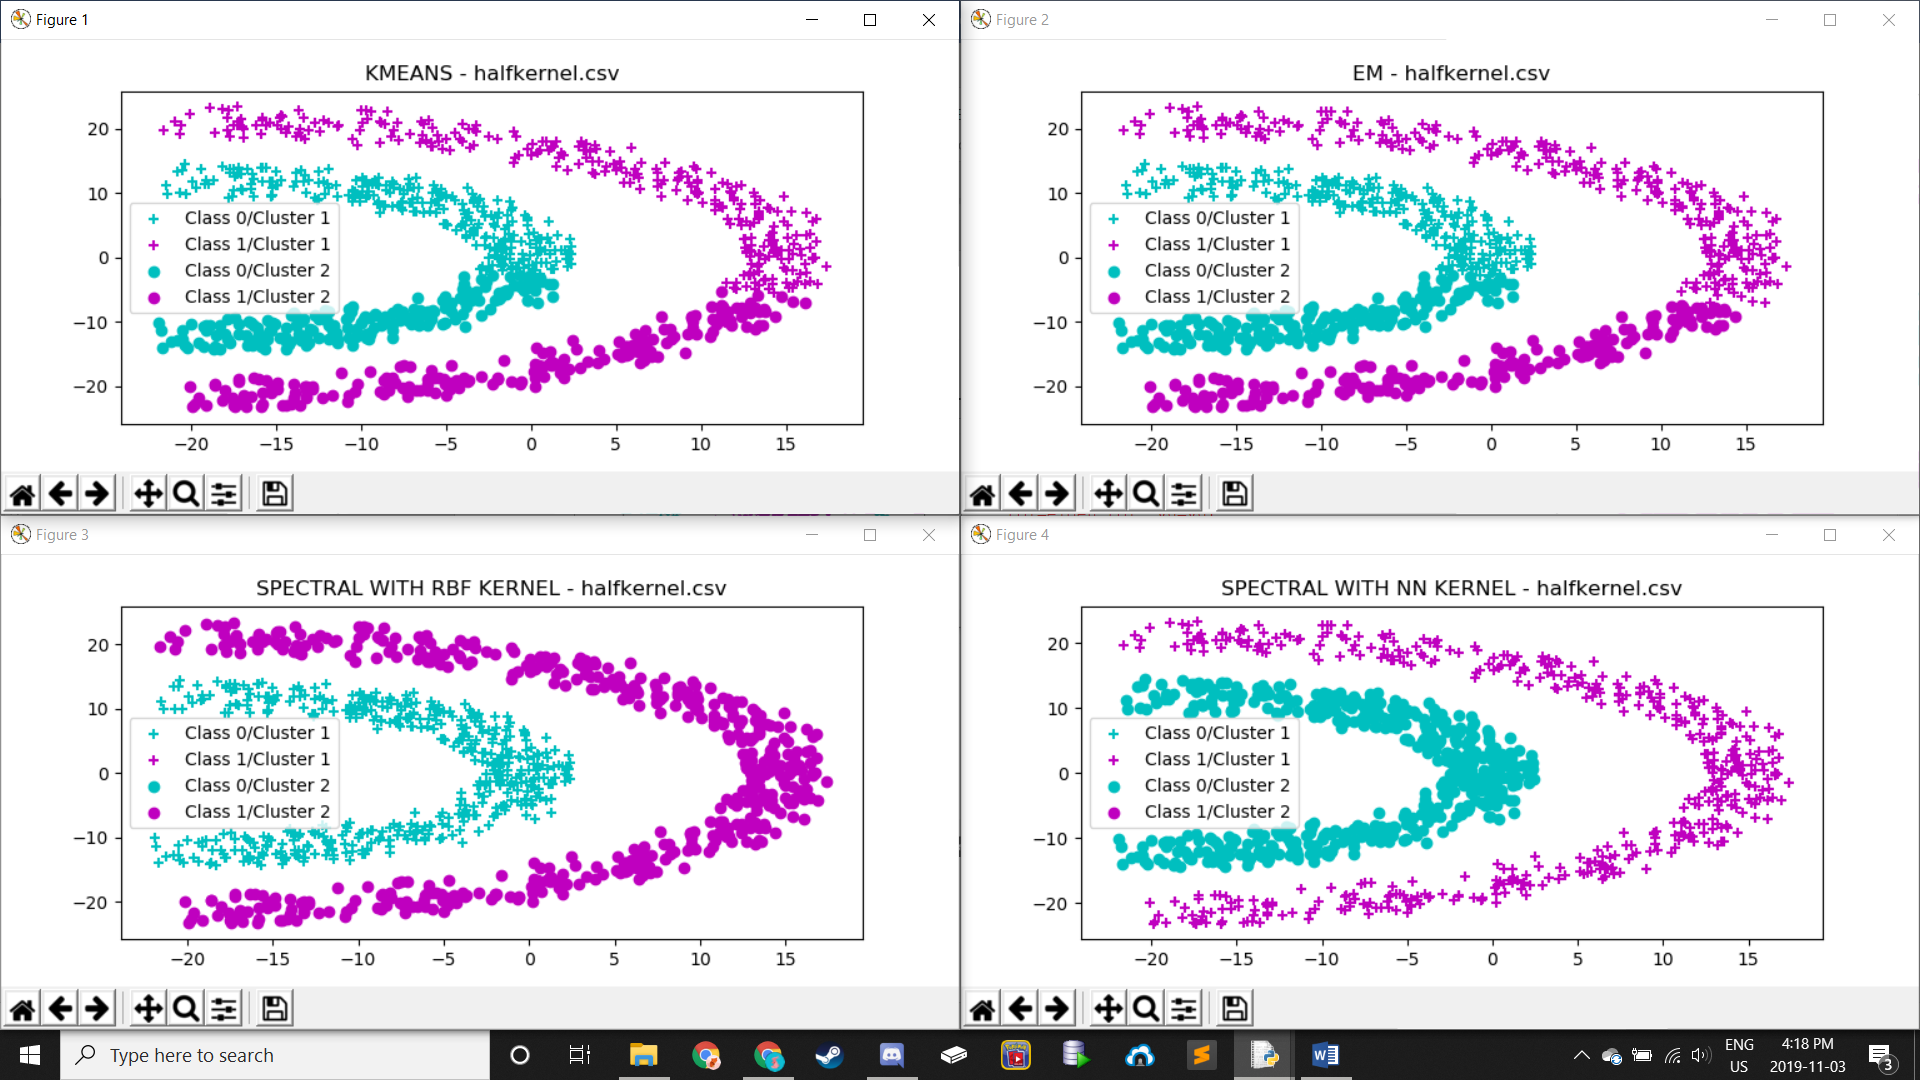 Figure 1
KMEANS - halfkernel.csv
20
10
0
−10
−20
Class 0/Cluster 1
Class 1/Cluster 1
Class 0/Cluster 2
Class 1/Cluster 2
−20 −15 −10 −5 0 5 10 15
Figure 2
EM - halfkernel.csv
20
10
0
−10
−20
Class 0/Cluster 1
Class 1/Cluster 1
Class 0/Cluster 2
Class 1/Cluster 2
−20 −15 −10 −5 0 5 10 15
Figure 3
SPECTRAL WITH RBF KERNEL - halfkernel.csv
20
10
0
−10
−20
Class 0/Cluster 1
Class 1/Cluster 1
Class 0/Cluster 2
Class 1/Cluster 2
−20 −15 −10 −5 0 5 10 15
Figure 4
SPECTRAL WITH NN KERNEL - halfkernel.csv
20
10
0
−10
−20
Class 0/Cluster 1
Class 1/Cluster 1
Class 0/Cluster 2
Class 1/Cluster 2
−20 −15 −10 −5 0 5 10 15
Type here to search
ENG
US
4:18 PM
2019-11-03
3